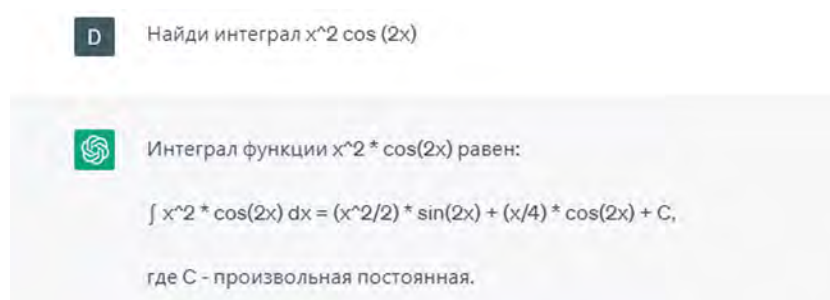 D
Найди интеграл x^2 cos (2x)
Интеграл функции x^2 * cos(2x) равен:
∫ x^2 * cos(2x) dx = (x^2/2) * sin(2x) + (x/4) * cos(2x) + C,
где C - произвольная постоянная.